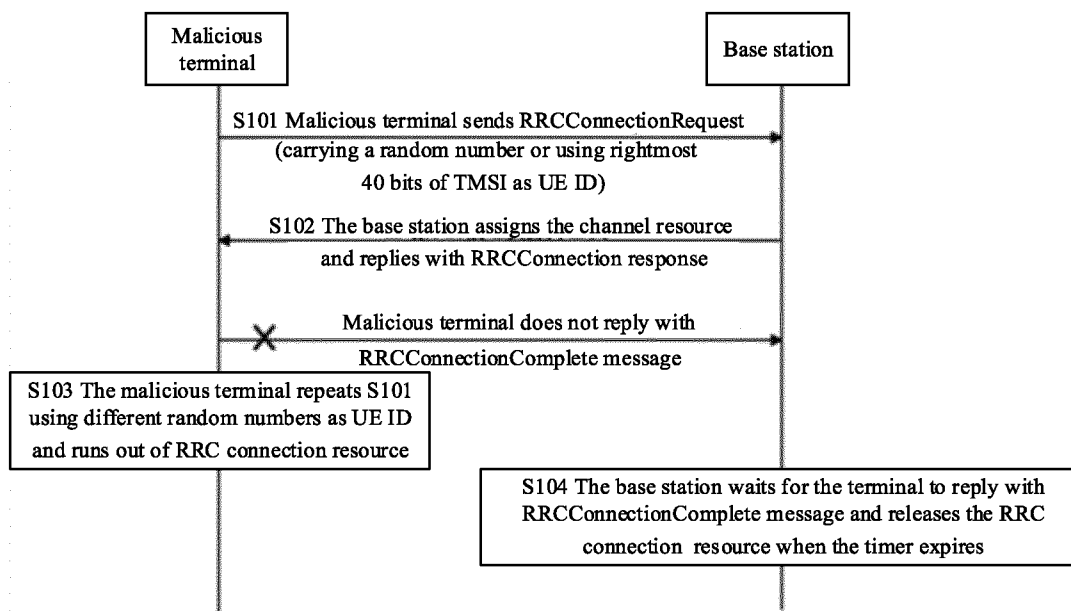 Malicious
terminal
Base station
S101 Malicious terminal sends RRCConnectionRequest
(carrying a random number or using rightmost
40 bits of TMSI as UE ID)
S102 The base station assigns the channel resource
and replies with RRCConnection response
Malicious terminal does not reply with
RRCConnectionComplete message
S103 The malicious terminal repeats S101
using different random numbers as UE ID
and runs out of RRC connection resource
S104 The base station waits for the terminal to reply with
RRCConnectionComplete message and releases the RRC
connection resource when the timer expires